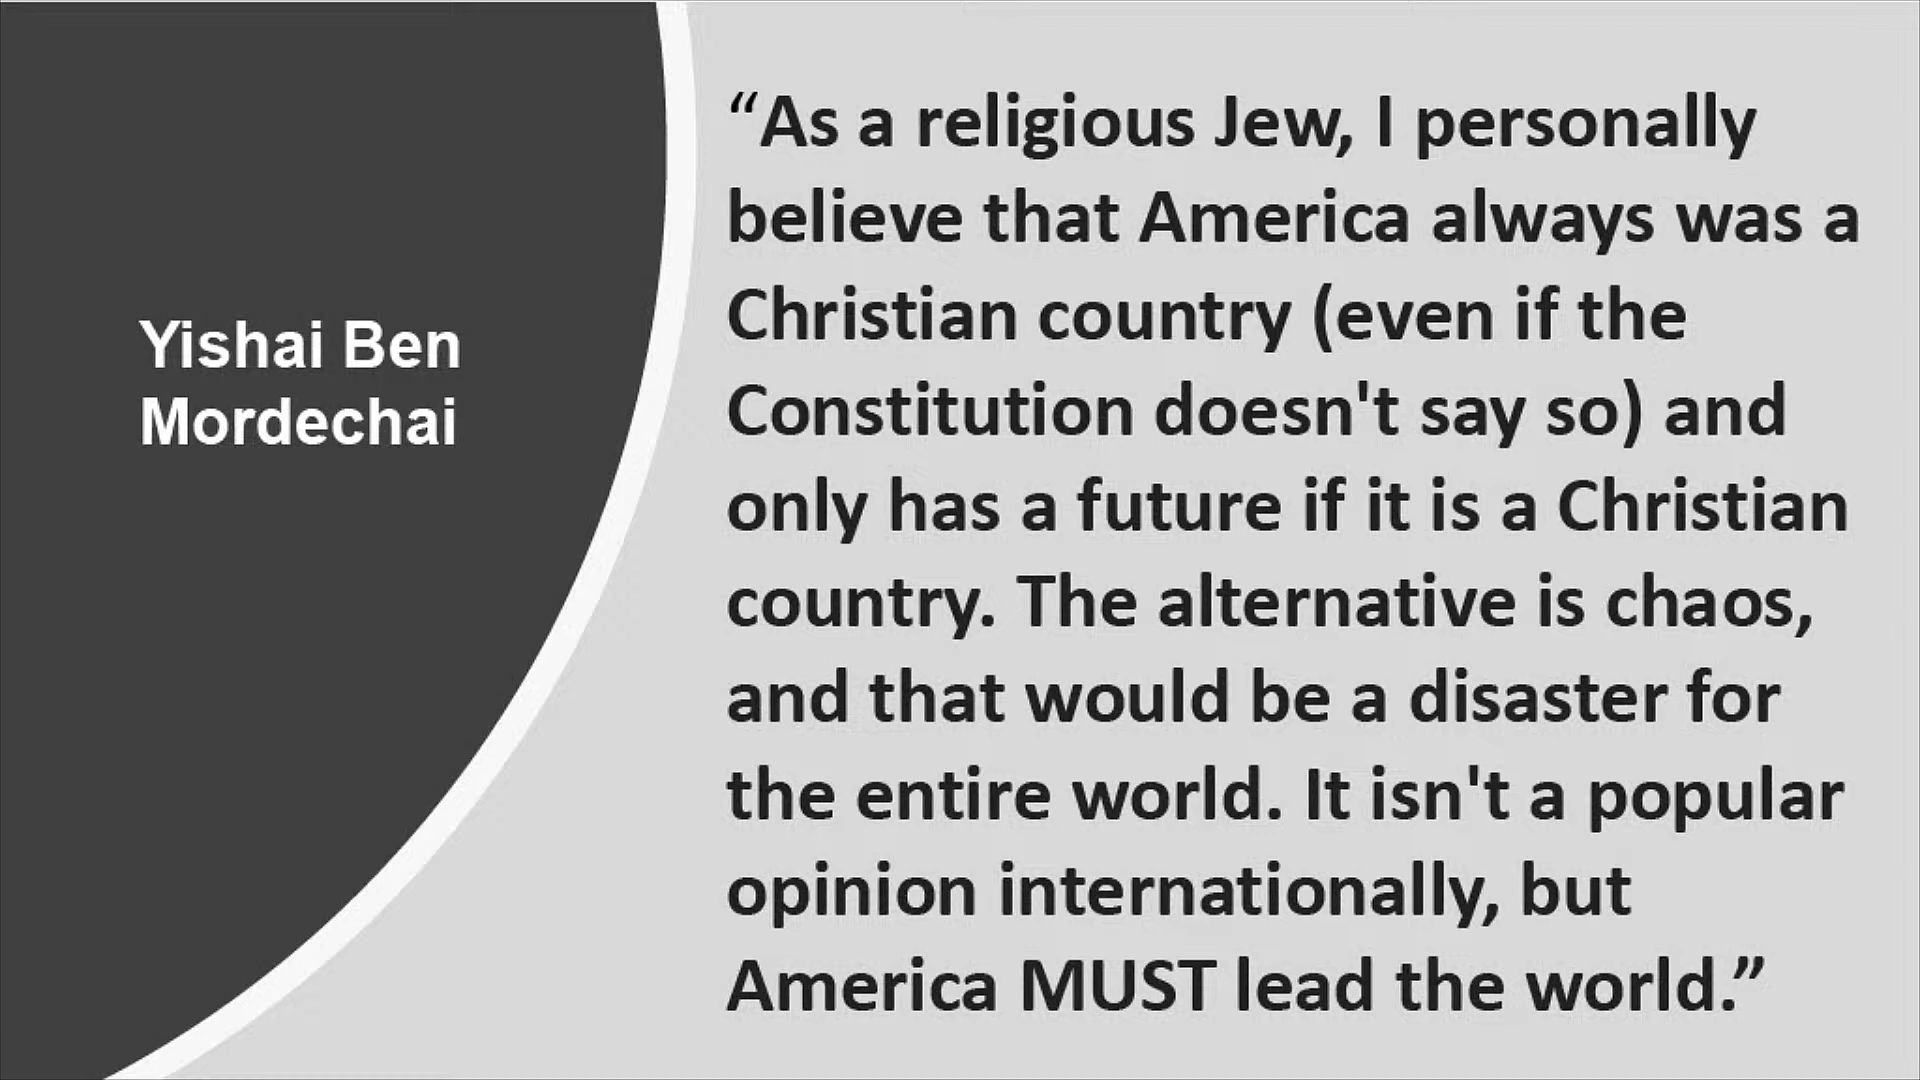 Yishai Ben
Mordechai
“As a religious Jew, I personally
believe that America always was a
Christian country (even if the
Constitution doesn't say so) and
only has a future if it is a Christian
country. The alternative is chaos,
and that would be a disaster for
the entire world. It isn't a popular
opinion internationally, but
America MUST lead the world.”